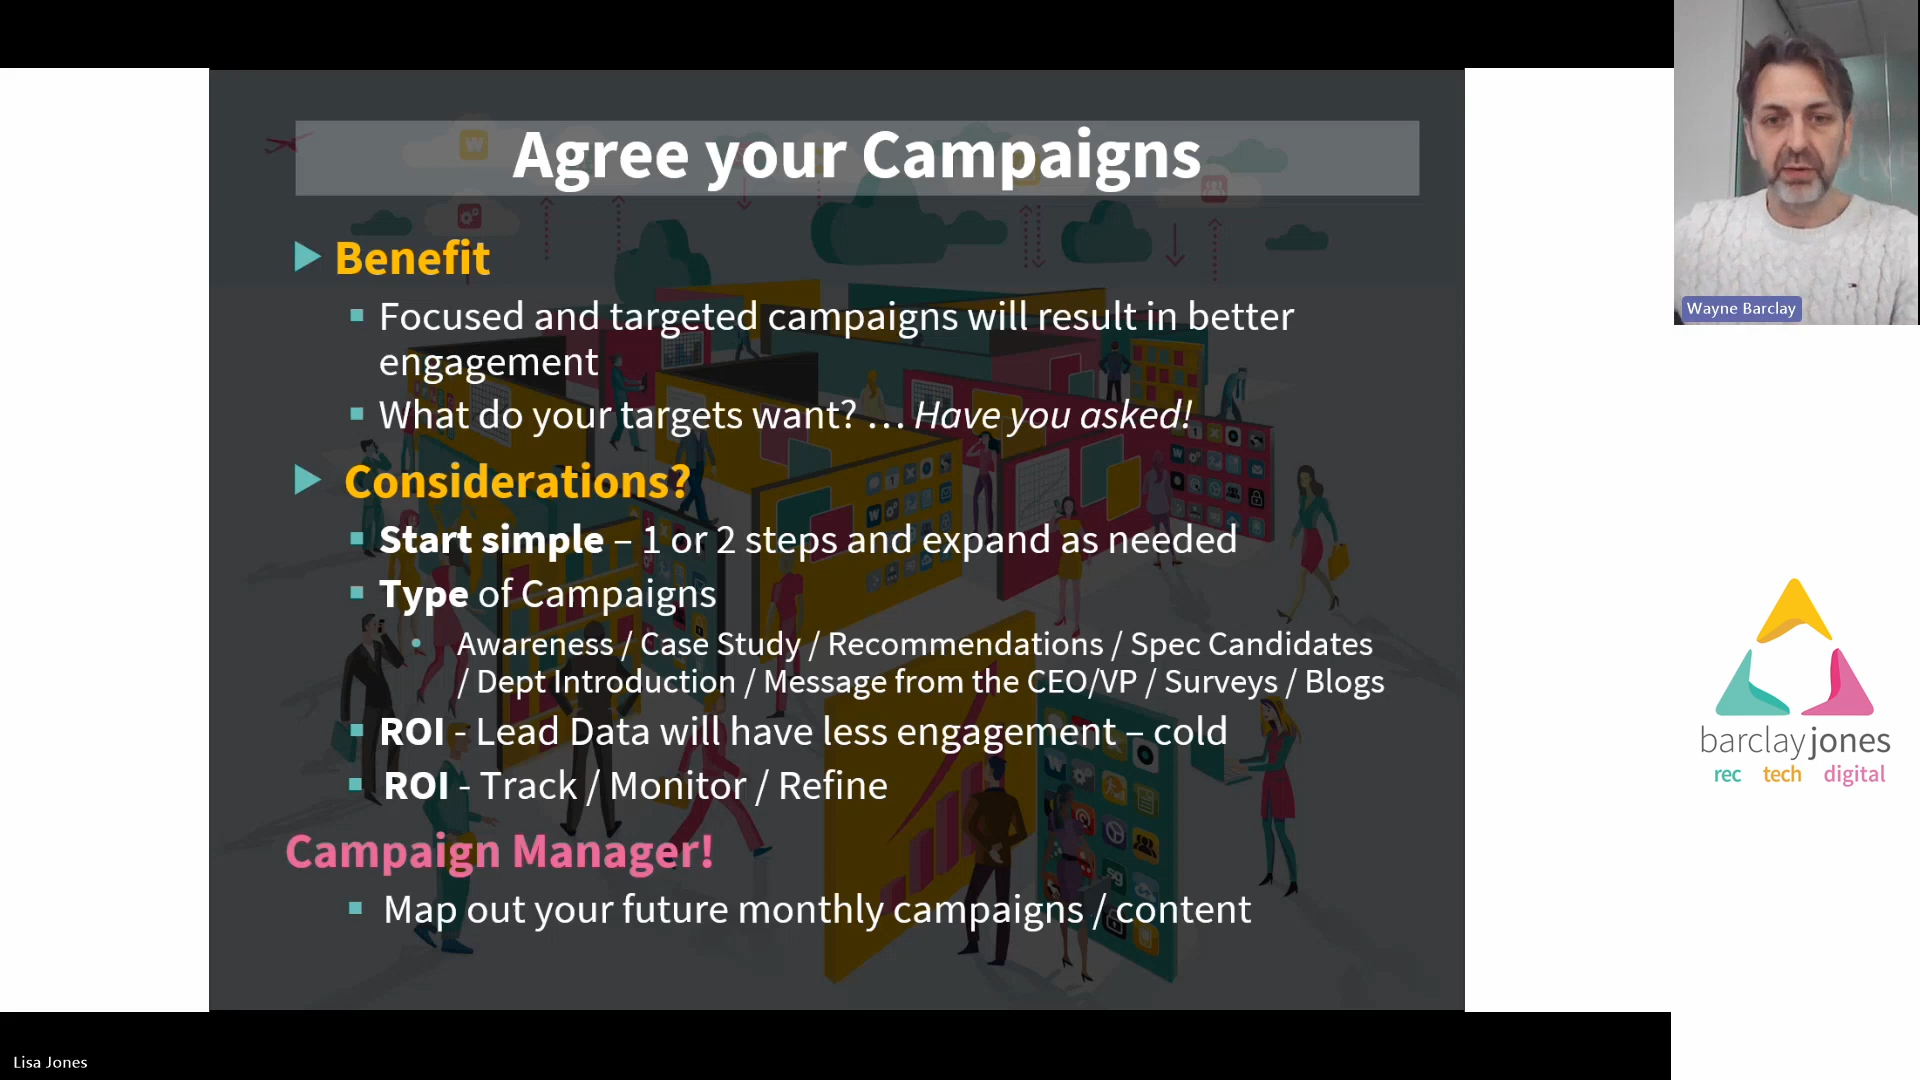 Agree your Campaigns
Benefit
Focused and targeted campaigns will result in better
engagement
What do your targets want? … Have you asked!
Considerations?
Start simple – 1 or 2 steps and expand as needed
Type of Campaigns
Awareness / Case Study / Recommendations / Spec Candidates
/ Dept Introduction / Message from the CEO/VP / Surveys / Blogs
ROI - Lead Data will have less engagement – cold
ROI - Track / Monitor / Refine
Campaign Manager!
Map out your future monthly campaigns / content
Wayne Barclay
barclayjones
rec tech digital
Lisa Jones